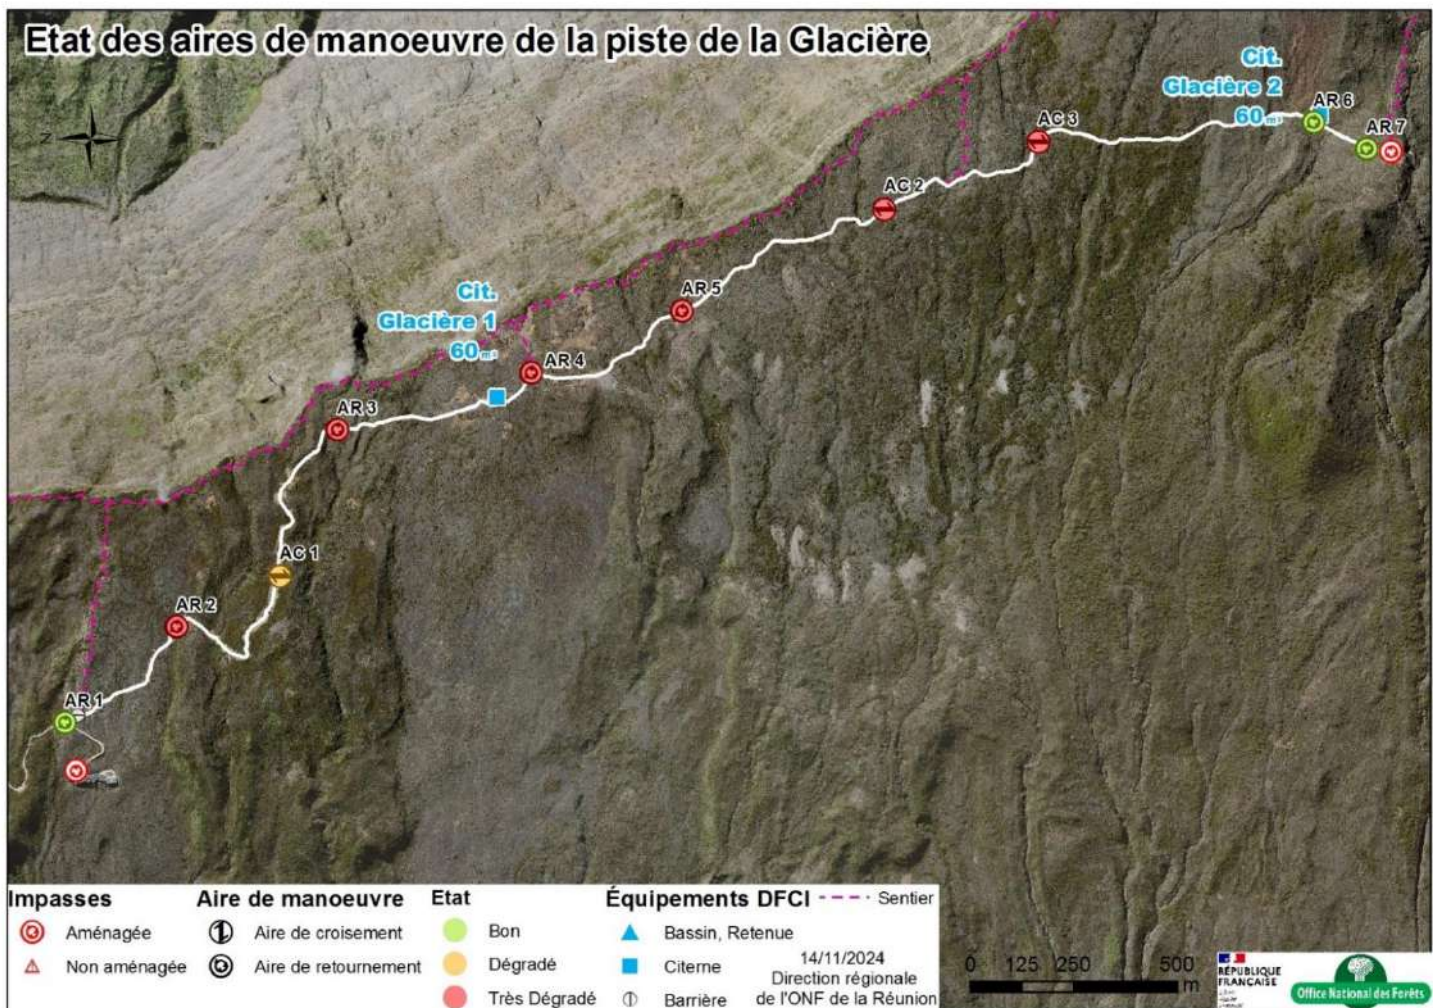 Etat des aires de manoeuvre de la piste de la Glacière
Z
Cit.
Glacière 2
60 m³
AR 6
AR 7
AC 3
AC 2
Cit.
Glacière 1
60 m³
AR 5
AR 4
AR 3
AC 1
AR 2
AR 1
Impasses
Aménagée
Non aménagée
Aire de manoeuvre
Aire de croisement
Aire de retournement
Etat
Bon
Dégradé
Très Dégradé
Équipements DFCI
Bassin, Retenue
Citerne
Barrière
Sentier
14/11/2024
Direction régionale
de l'ONF de la Réunion
0 125 250 500
m
RÉPUBLIQUE
FRANÇAISE
Office National des Forêts